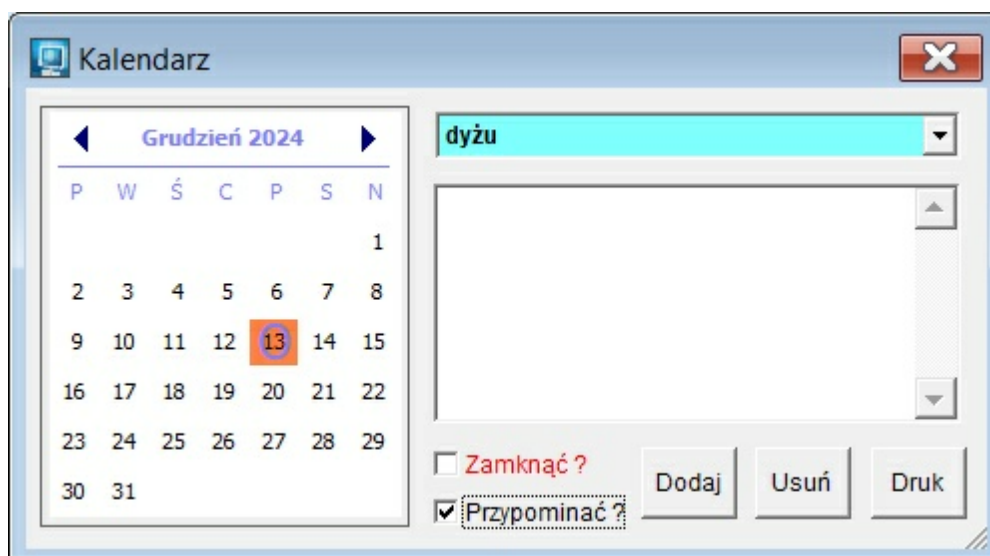 Kalendarz
Grudzień 2024
P W Ś C P S N
1
2 3 4 5 6 7 8
9 10 11 12 13 14 15
16 17 18 19 20 21 22
23 24 25 26 27 28 29
30 31
dyżu
Zamknąć ?
Przypominać ?
Dodaj
Usuń
Druk